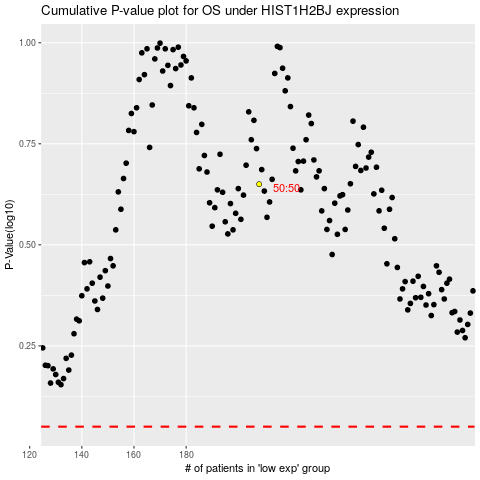 Cumulative P-value plot for OS under HIST1H2BJ expression
P-Value(log10)
1.00
0.75
0.50
0.25
50:50
120 140 160 180
# of patients in 'low exp' group